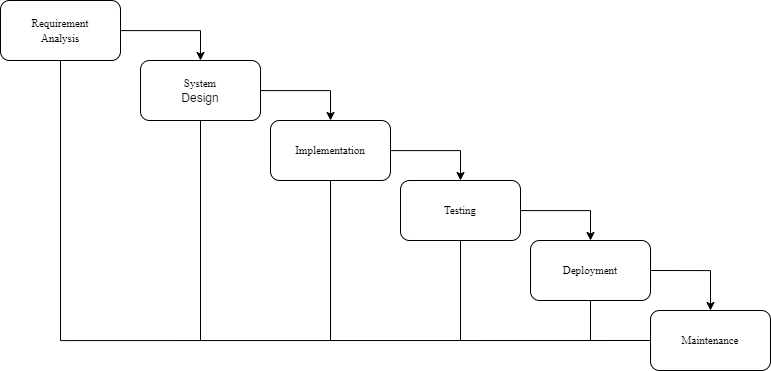 Requirement
Analysis
System
Design
Implementation
Testing
Deployment
Maintenance